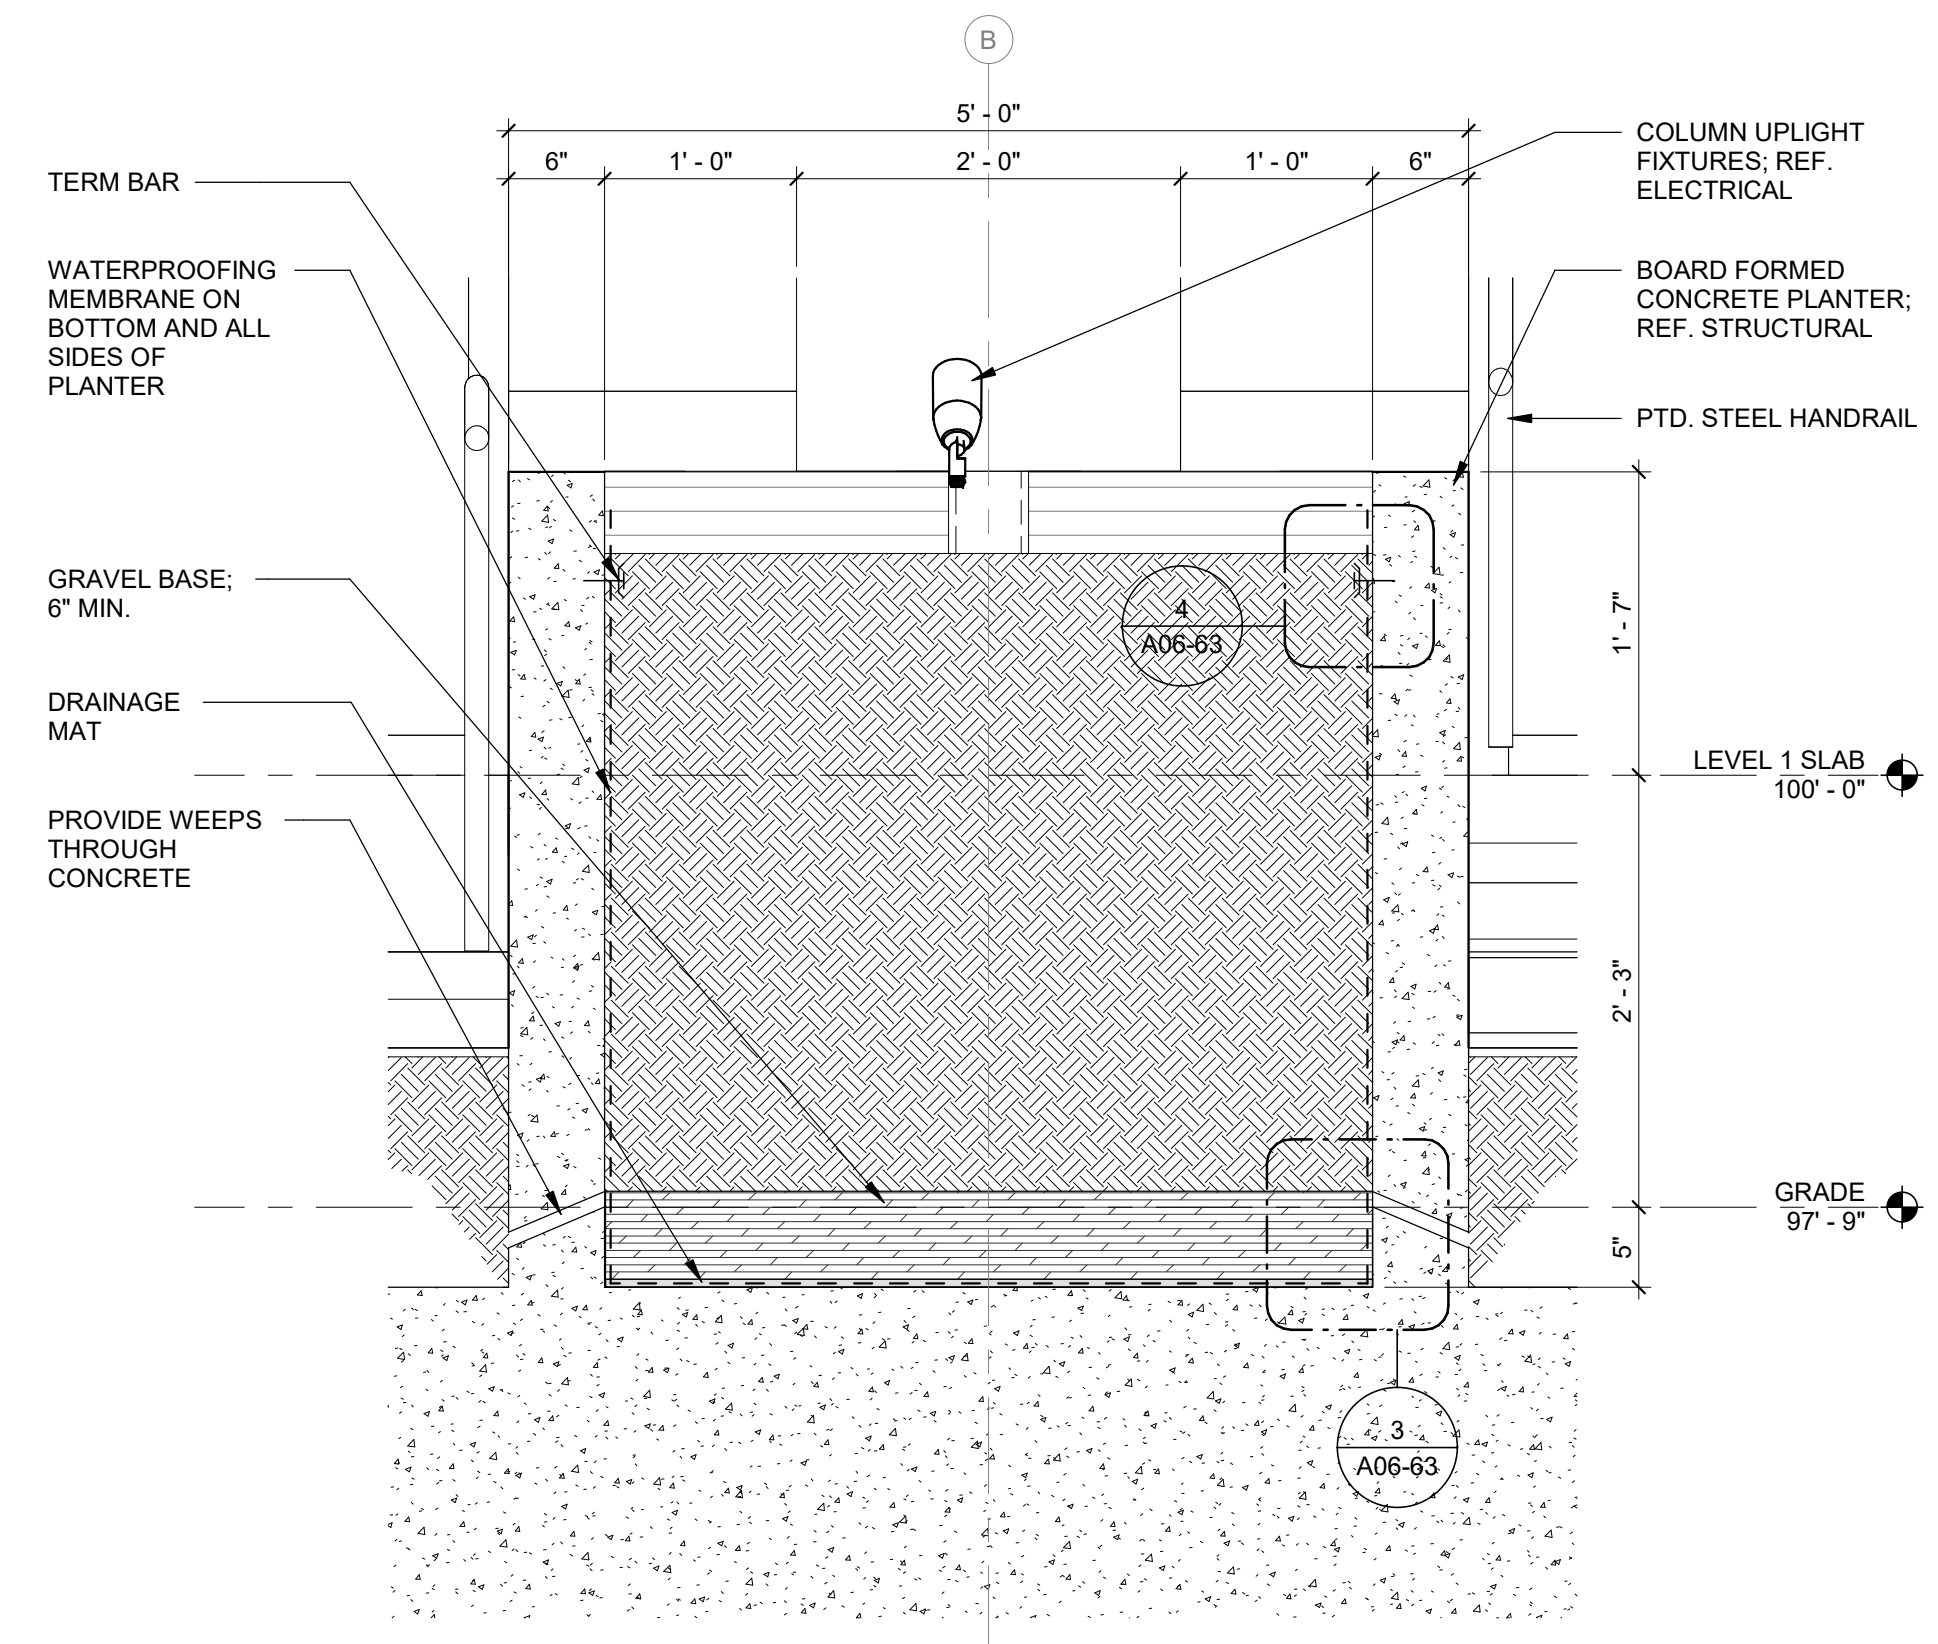 B
5' - 0"
6"
1' - 0"
2' - 0"
1' - 0"
6"
TERM BAR
WATERPROOFING
MEMBRANE ON
BOTTOM AND ALL
SIDES OF
PLANTER
GRAVEL BASE;
6" MIN.
DRAINAGE
MAT
PROVIDE WEEPS
THROUGH
CONCRETE
COLUMN UPLIGHT
FIXTURES; REF.
ELECTRICAL
BOARD FORMED
CONCRETE PLANTER;
REF. STRUCTURAL
PTD. STEEL HANDRAIL
4
A06-63
1' - 7"
LEVEL 1 SLAB
100' - 0"
2' - 3"
GRADE
97' - 9"
5"
3
A06-63